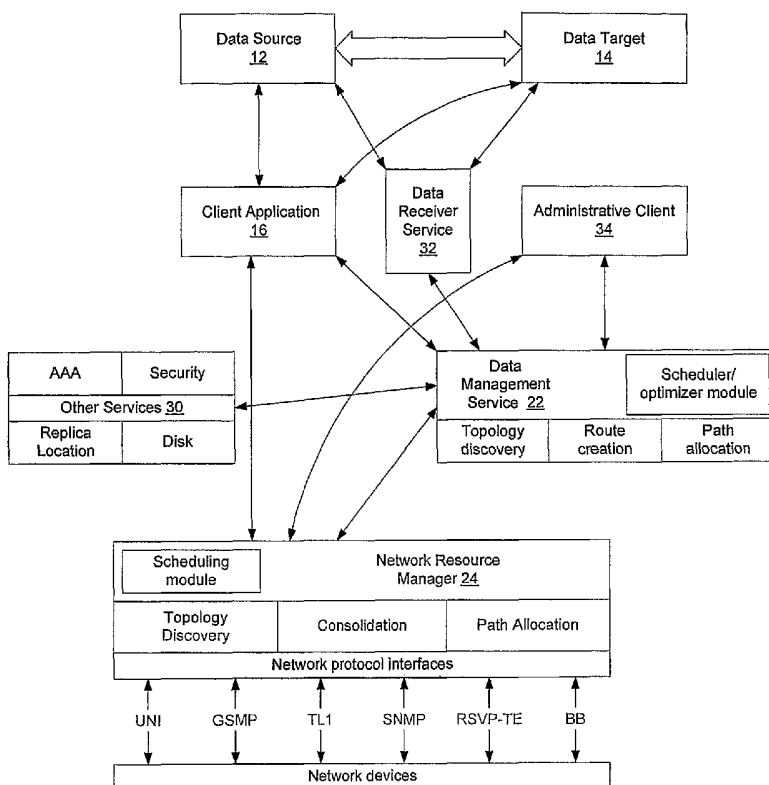 Data Source
12
Data Target
14
Client Application
16
Data
Receiver
Service
32
Administrative Client
34
AAA
Security
Other Services 30
Replica
Location
Disk
Data
Management
Service 22
Scheduler/
optimizer module
Topology
discovery
Route
creation
Path
allocation
Scheduling
module
Network Resource
Manager 24
Topology
Discovery
Consolidation
Path Allocation
Network protocol interfaces
UNI
GSMP
TL1
SNMP
RSVP-TE
BB
Network devices